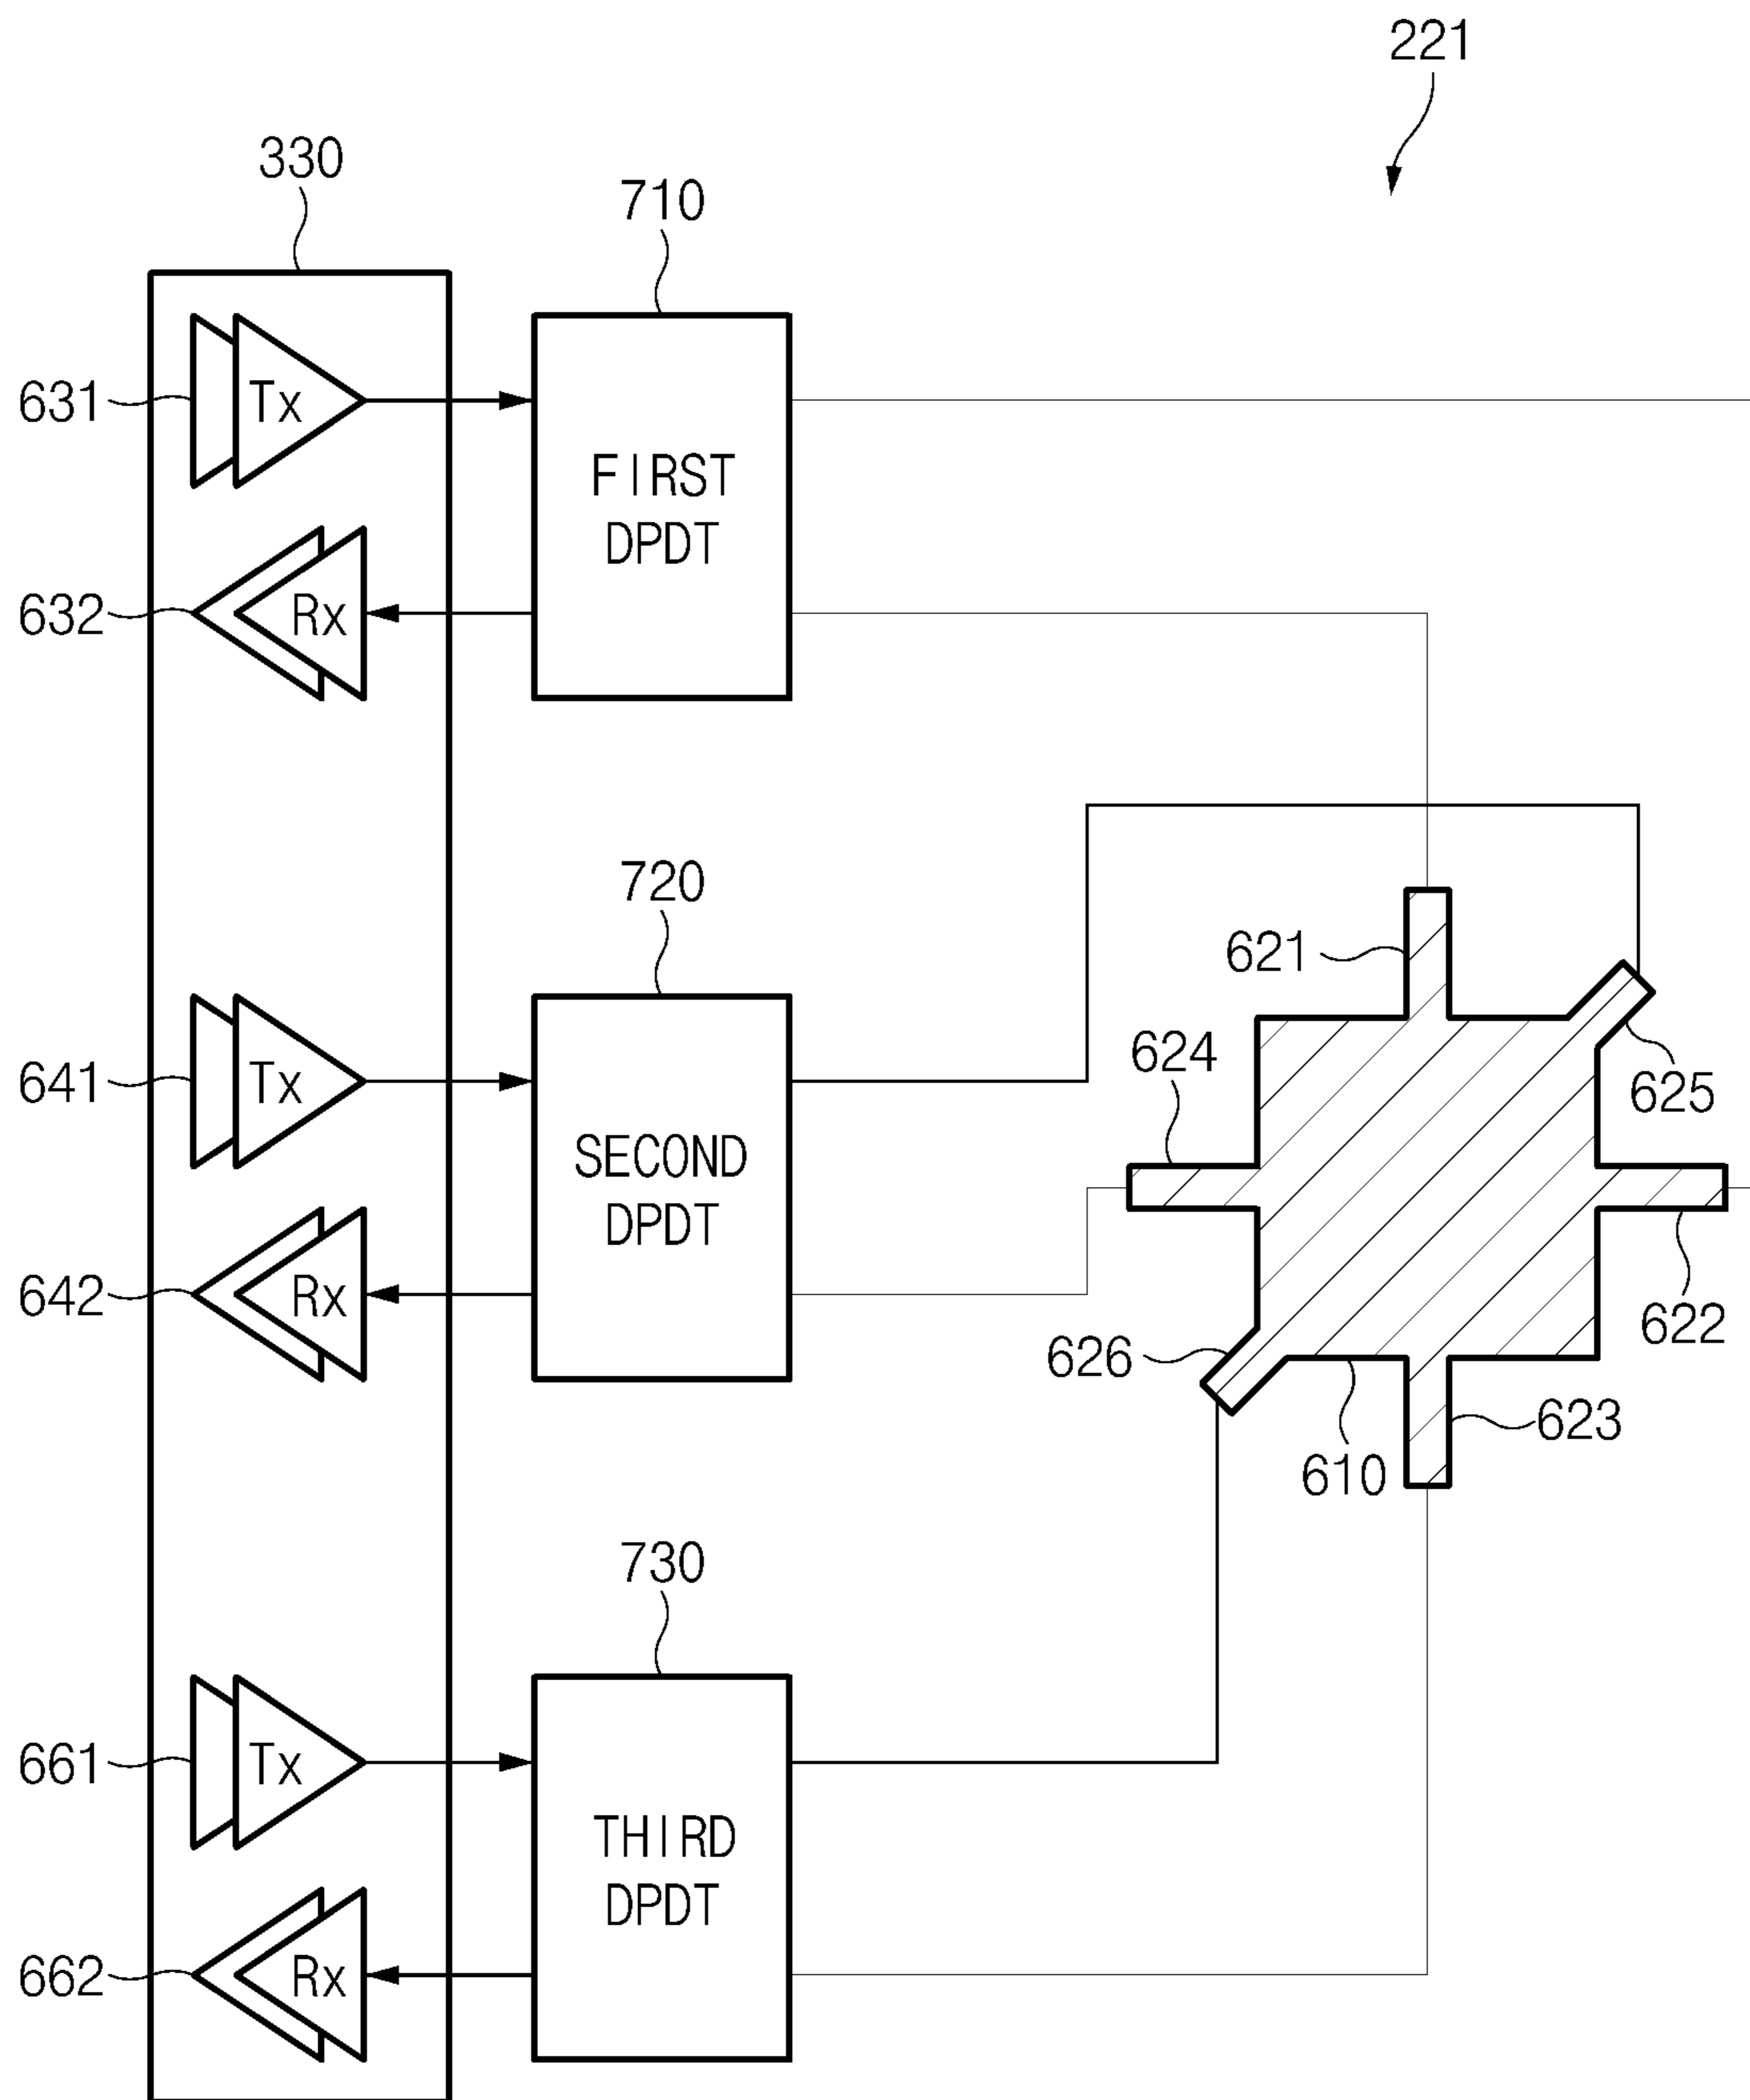 221
330
710
631
Tx
FIRST
DPDT
632
Rx
720
621
624
625
641
Tx
SECOND
DPDT
642
Rx
622
626
623
610
730
661
Tx
THIRD
DPDT
662
Rx